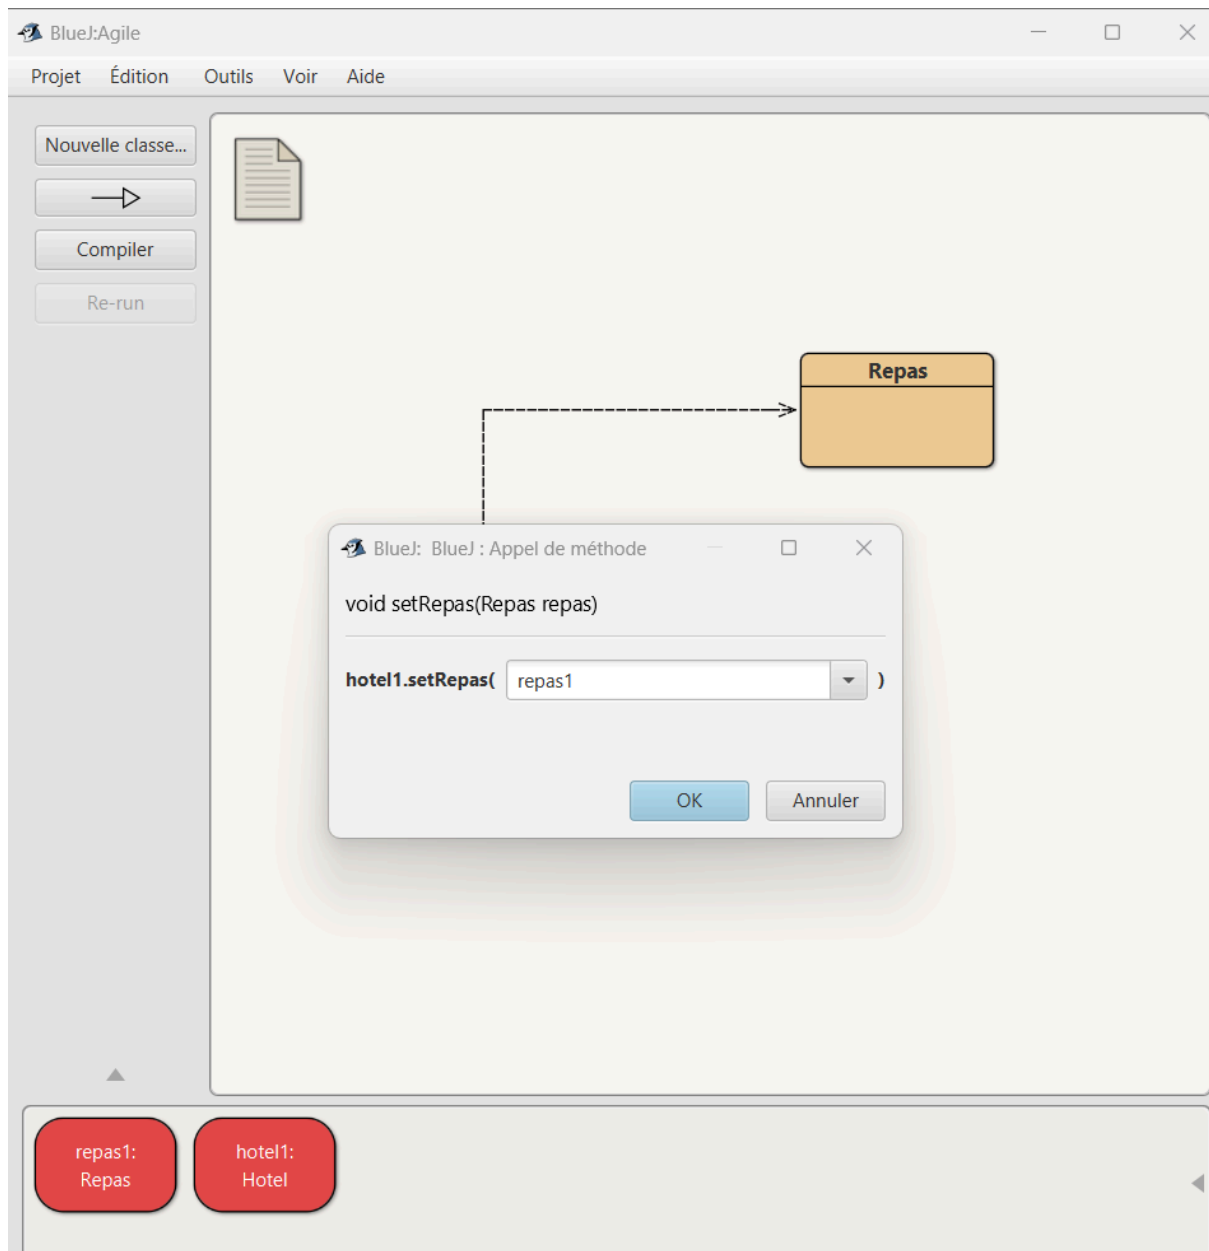 BlueJ:Agile
Projet Édition Outils Voir Aide
Nouvelle classe...
Compiler
Re-run
Repas
BlueJ: BlueJ : Appel de méthode
void setRepas(Repas repas)
hotel1.setRepas( repas1 )
OK Annuler
repas1:
Repas
hotel1:
Hotel